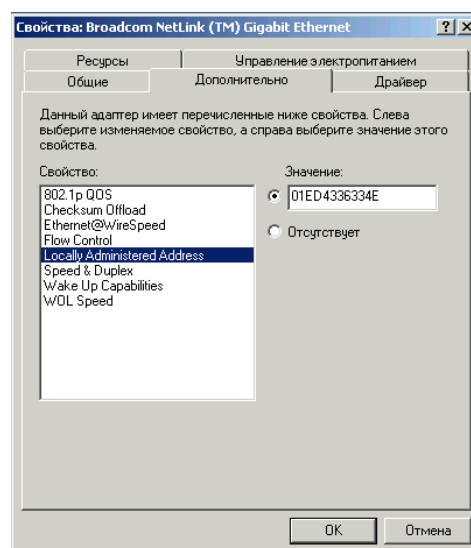 Свойства: Broadcom NetLink (TM) Gigabit Ethernet
Ресурсы
Управление электропитанием
Общие
Дополнительно
Драйвер
Данный адаптер имеет перечисленные ниже свойства. Слева
выберите изменяемое свойство, а справа выберите значение этого
свойства.
Свойство:
802.1p QOS
Checksum Offload
Ethernet@WireSpeed
Flow Control
Locally Administered Address
Speed & Duplex
Wake Up Capabilities
WOL Speed
Значение:
01ED4336334E
Отсутствует
OK
Отмена